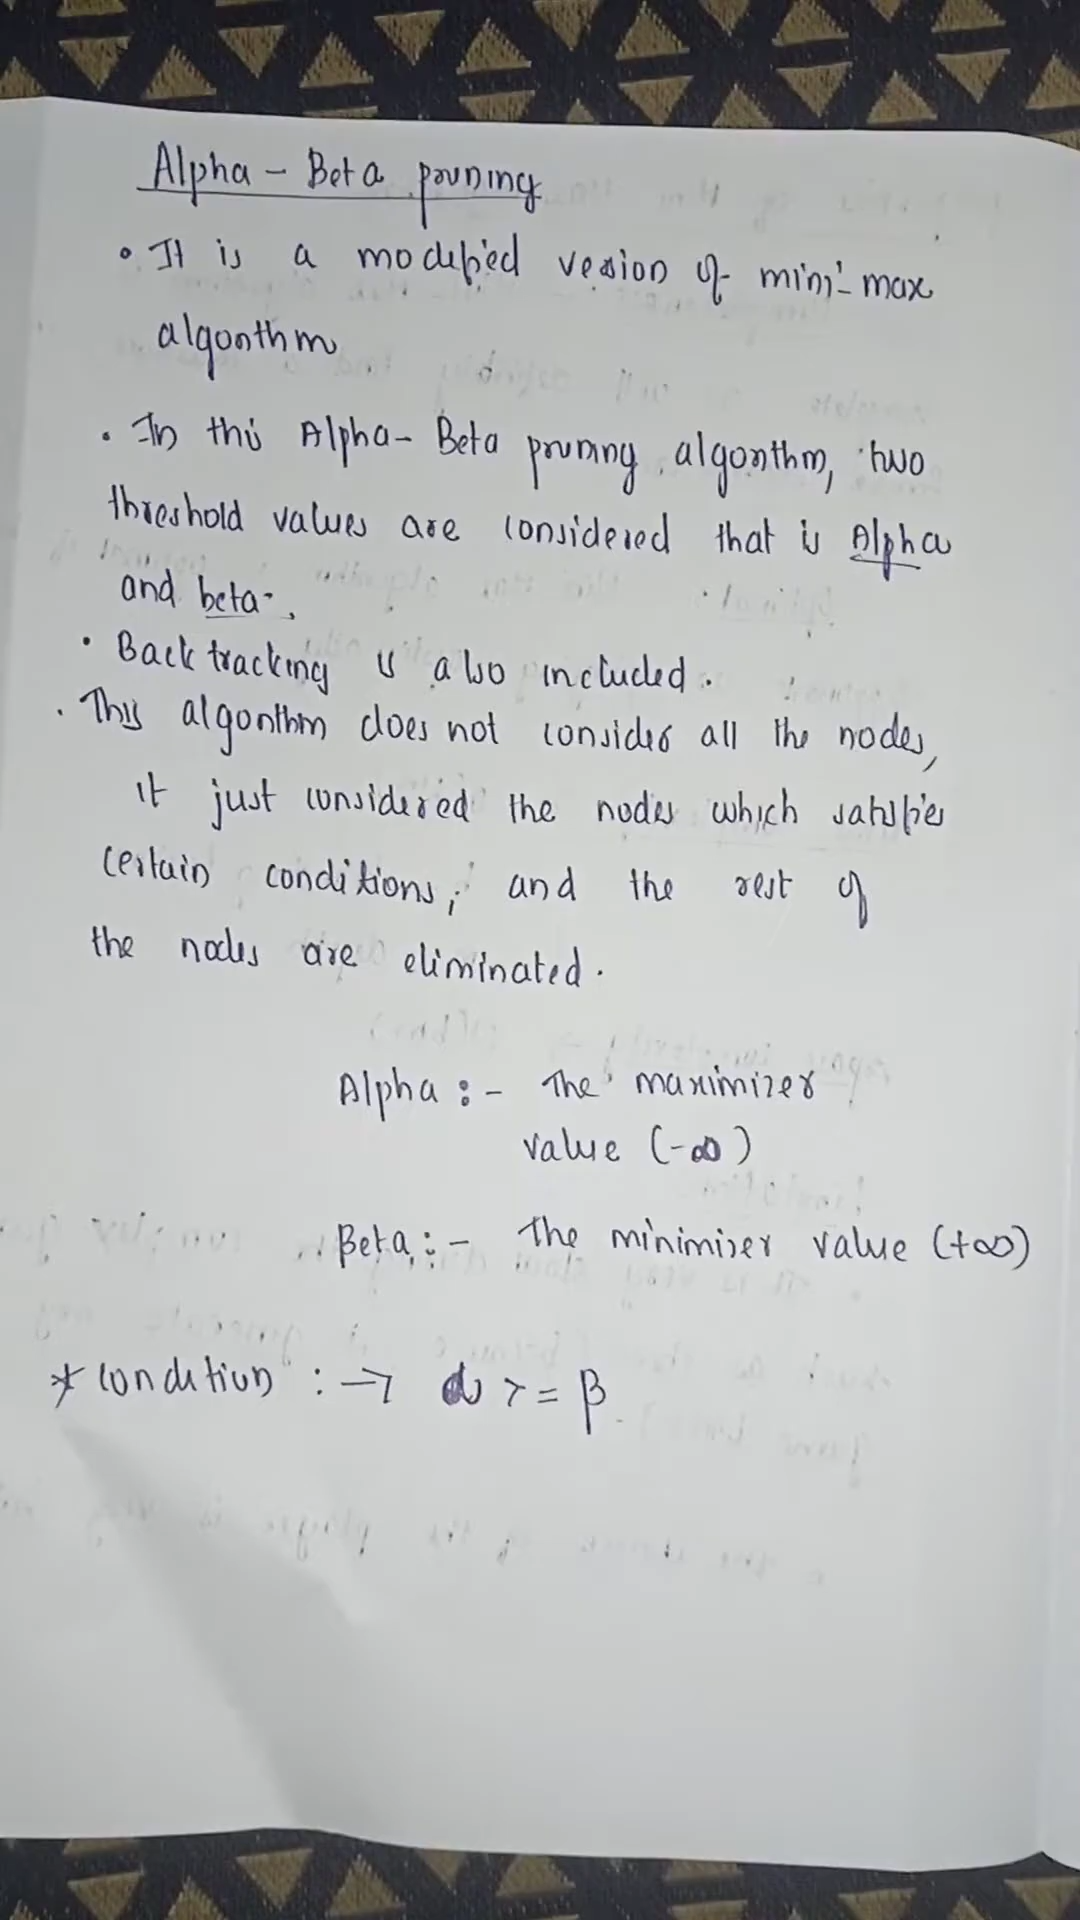 Alpha - Beta pruning
• It is a modified version of mini-max
algorithm
• In this Alpha-Beta pruning algorithm, two
threshold values are considered that is Alpha
and beta.
• Back tracking is also included.
• This algorithm does not consider all the nodes,
it just considered the nodes which satisfies
certain conditions, and the rest of
the nodes are eliminated.
Alpha :- The maximizer
value (-∞)
Beta :- The minimizer value (+∞)
* Condition :→ α >= β